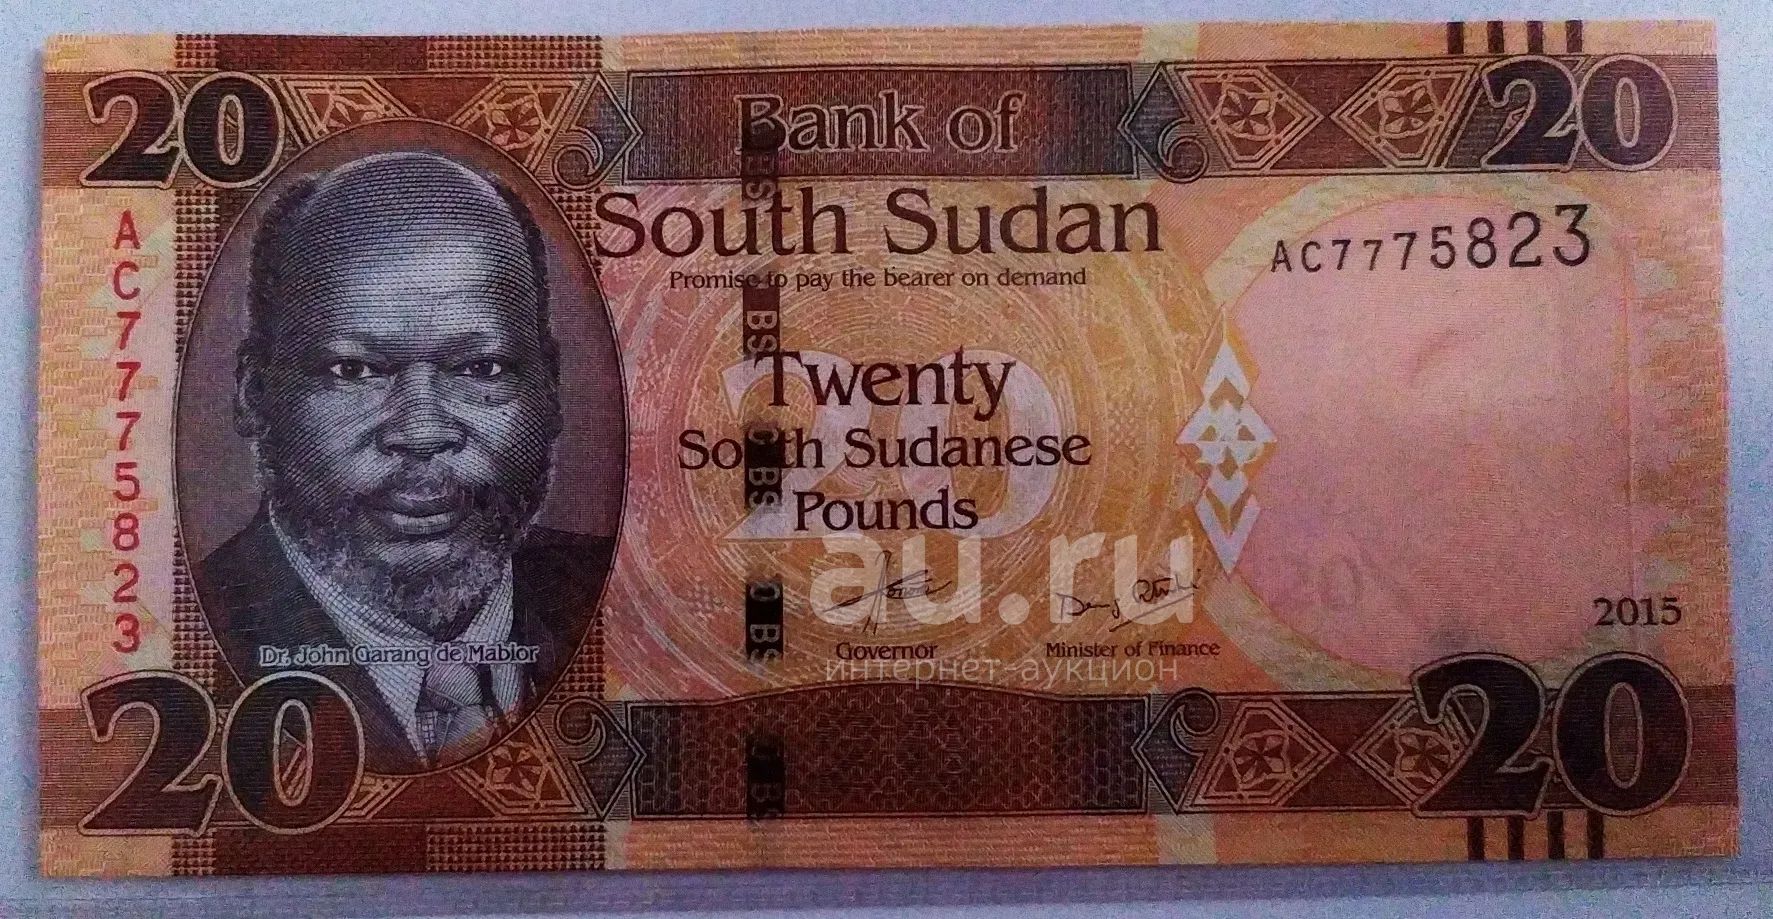 20
Bank of
20
South Sudan
AC7775823
Promise to pay the bearer on demand
AC7775823
Twenty
South Sudanese
Pounds
20
au.ru
интернет-аукцион
Governor
Minister of Finance
2015
Dr. John Garang de Mabior
20
20